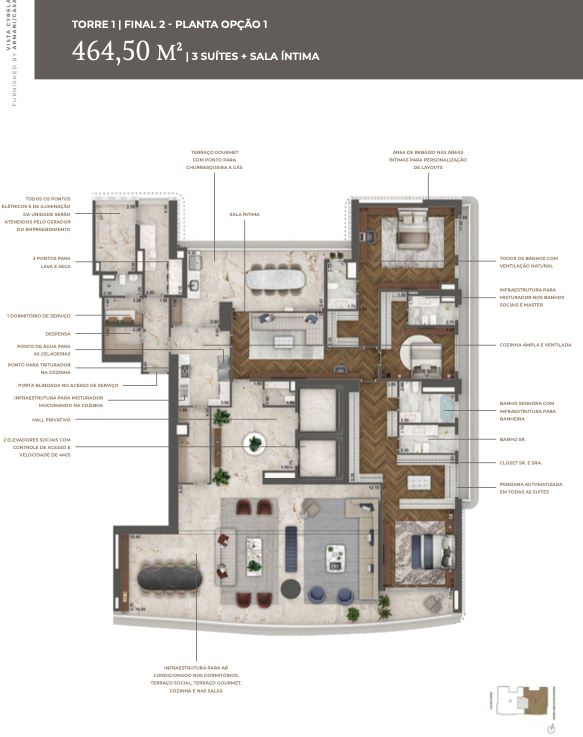 VISTA CYRELA
FURNISHED BY ARMANI/CASA
TORRE 1 | FINAL 2 - PLANTA OPÇÃO 1
464,50 M² | 3 SUÍTES + SALA ÍNTIMA
TERRAÇO GOURMET
COM PONTO PARA
CHURRASQUEIRA A GÁS
ÁREA DE REBAIXO NAS ÁREAS
ÍNTIMAS PARA PERSONALIZAÇÃO
DE LAYOUTS
TODOS OS PONTOS
ELÉTRICOS E DE ILUMINAÇÃO
DA UNIDADE SERÃO
ATENDIDOS PELO GERADOR
DO EMPREENDIMENTO
SALA ÍNTIMA
3 PONTOS PARA
LAVA E SECA
TODOS OS BANHOS COM
VENTILAÇÃO NATURAL
INFRAESTRUTURA PARA
MISTURADOR NOS BANHOS
SOCIAIS E MASTER
1 DORMITÓRIO DE SERVIÇO
DESPENSA
PONTO DE ÁGUA PARA
AS GELADEIRAS
COZINHA AMPLA E VENTILADA
PONTO PARA TRITURADOR
NA COZINHA
PORTA BLINDADA NO ACESSO DE SERVIÇO
INFRAESTRUTURA PARA MISTURADOR
MOCOMANDO NA COZINHA
HALL PRIVATIVO
BANHO SENHORA COM
INFRAESTRUTURA PARA
BANHEIRA
2 ELEVADORES SOCIAIS COM
CONTROLE DE ACESSO E
VELOCIDADE DE 4M/S
BANHO SR.
CLOSET SR. E SRA.
PERSIANA AUTOMATIZADA
EM TODAS AS SUÍTES
INFRAESTRUTURA PARA AR
CONDICIONADO NOS DORMITÓRIOS,
TERRAÇO SOCIAL, TERRAÇO GOURMET,
COZINHA E NAS SALAS